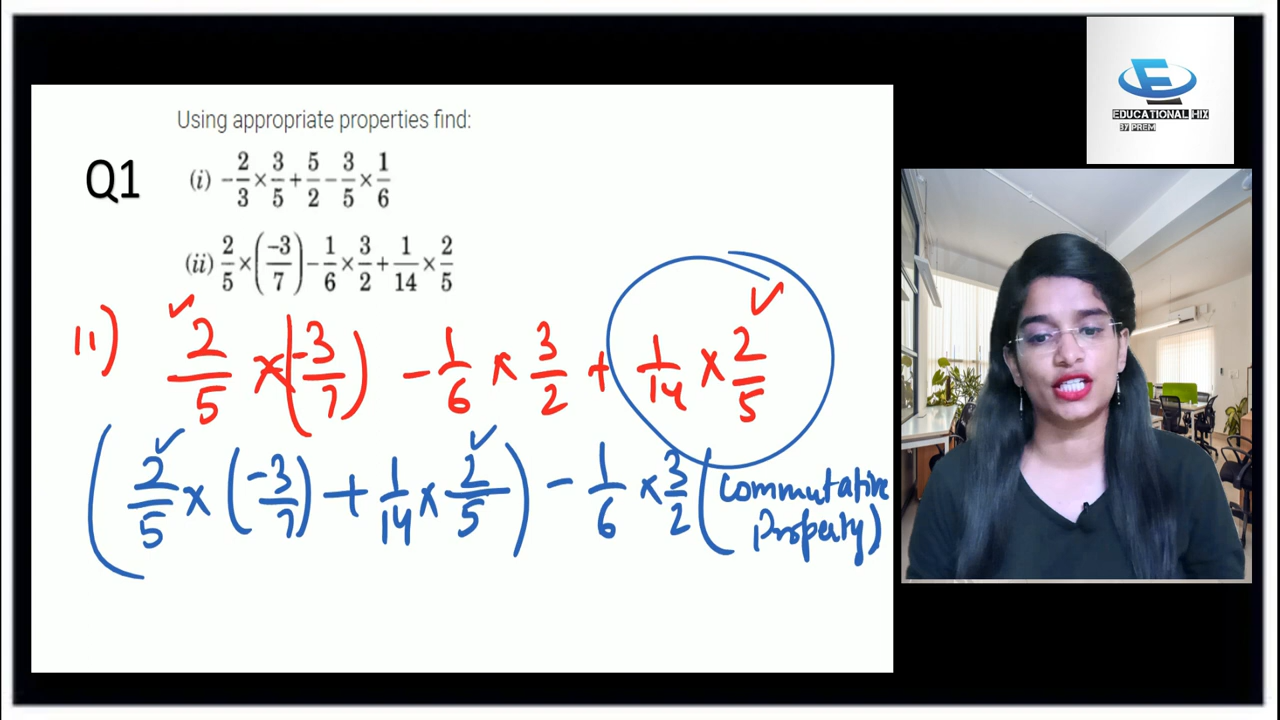 EDUCATIONAL HIX
BY PREM
Using appropriate properties find:
Q1
(i) -2/3 × 3/5 + 5/2 - 3/5 × 1/6
(ii) 2/5 × (-3/7) - 1/6 × 3/2 + 1/14 × 2/5
11) 2/5 × (-3/7) - 1/6 × 3/2 + 1/14 × 2/5
(2/5 × (-3/7) + 1/14 × 2/5) - 1/6 × 3/2 (Commutative
Property)